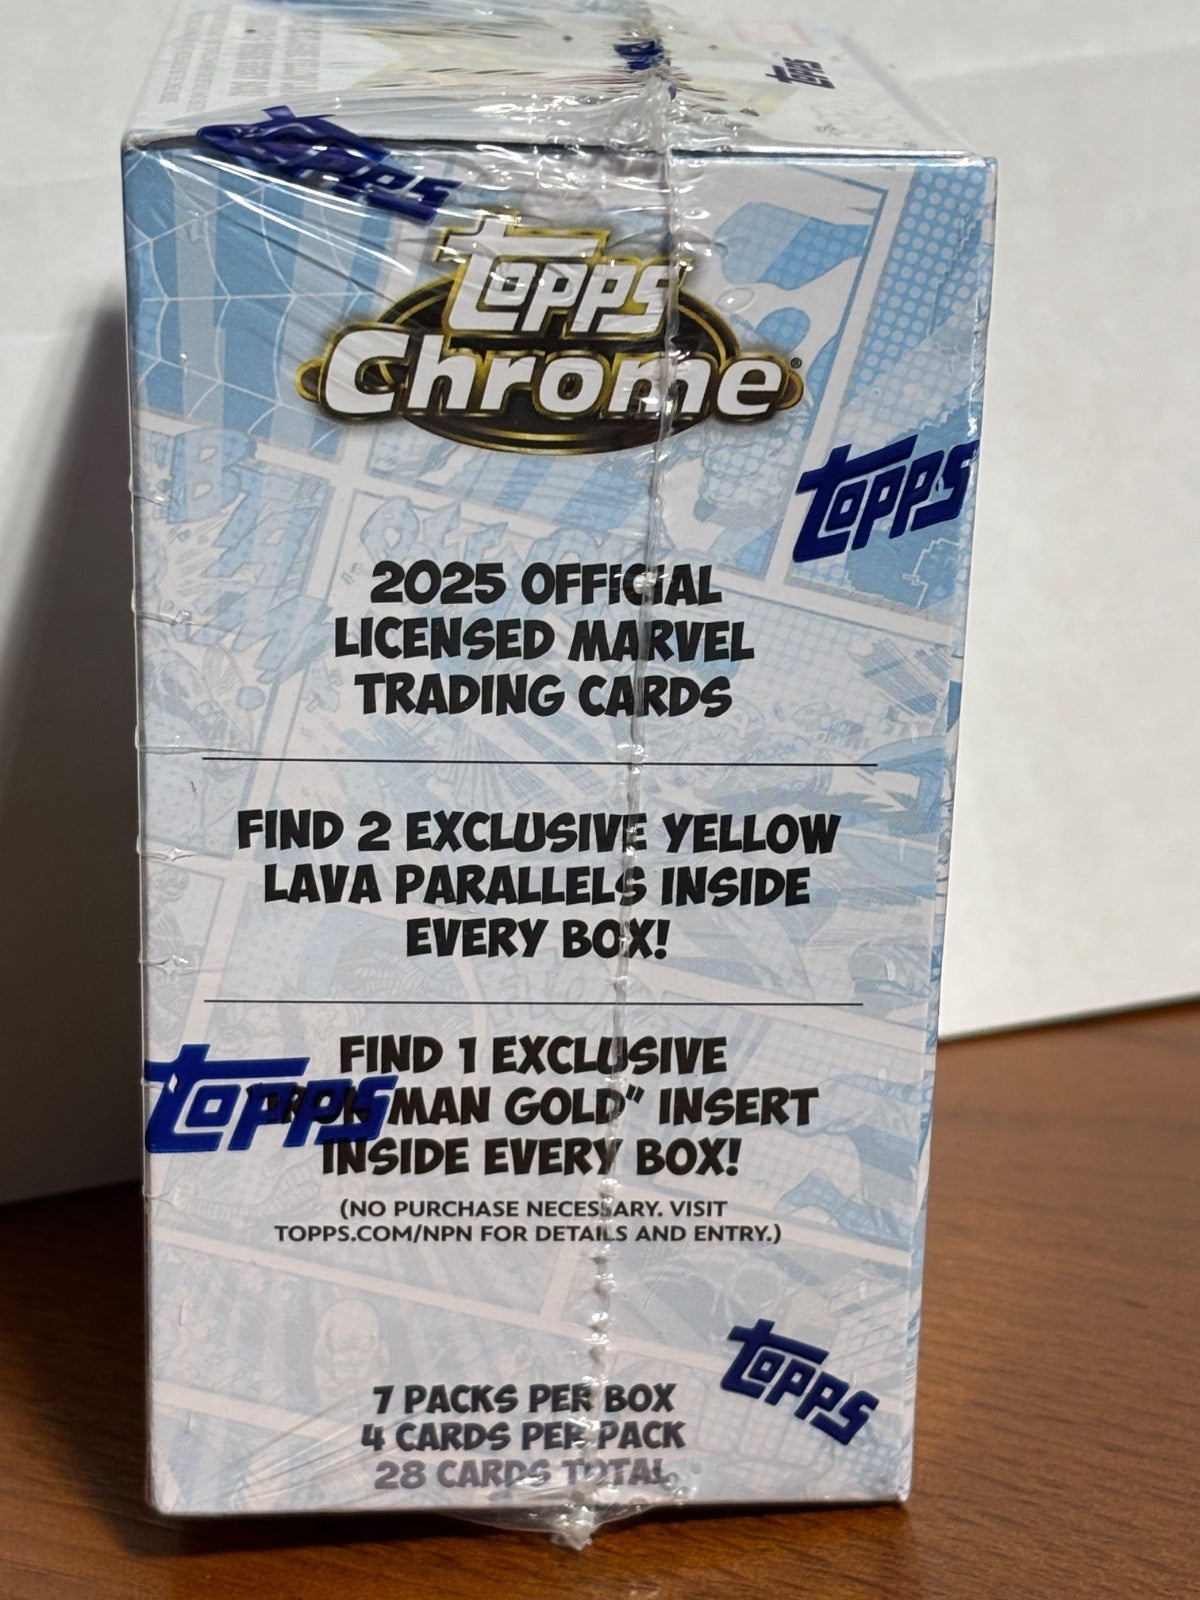 TOPPS
TOPPS
TOPPS
TOPPS
Chrome®
TOPPS
2025 OFFICIAL
LICENSED MARVEL
TRADING CARDS
FIND 2 EXCLUSIVE YELLOW
LAVA PARALLELS INSIDE
EVERY BOX!
FIND 1 EXCLUSIVE
TOPPS
MAN GOLD" INSERT
INSIDE EVERY BOX!
(NO PURCHASE NECESSARY. VISIT
TOPPS.COM/NPN FOR DETAILS AND ENTRY.)
TOPPS
7 PACKS PER BOX
4 CARDS PER PACK
28 CARDS TOTAL